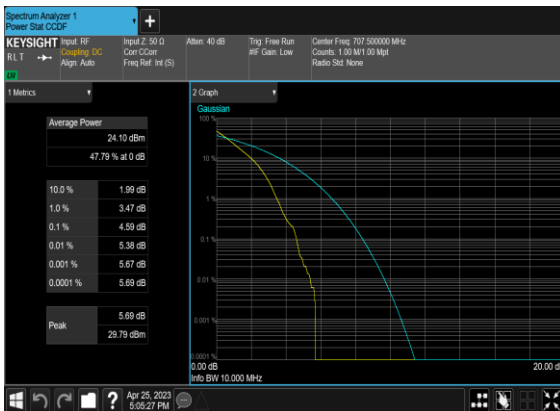 Spectrum Analyzer 1
Power Stat CCDF
KEYSIGHT
RLT
Input: RF
Coupling: DC
Align: Auto
Input Z: 50 Ω
Corr CCorr
Freq Ref: Int (S)
Atten: 40 dB
Trig: Free Run
#IF Gain: Low
Center Freq: 707.500000 MHz
Counts: 1.00 M/1.00 Mpt
Radio Std: None
LV
1 Metrics
Average Power
24.10 dBm
47.79 % at 0 dB
10.0 % 1.99 dB
1.0 % 3.47 dB
0.1 % 4.59 dB
0.01 % 5.38 dB
0.001 % 5.67 dB
0.0001 % 5.69 dB
Peak
5.69 dB
29.79 dBm
2 Graph
Gaussian
100 %
10 %
1 %
0.1 %
0.01 %
0.001 %
0.0001 %
0.00 dB
20.00 d
Info BW 10.000 MHz
Apr 25, 2023
5:05:27 PM